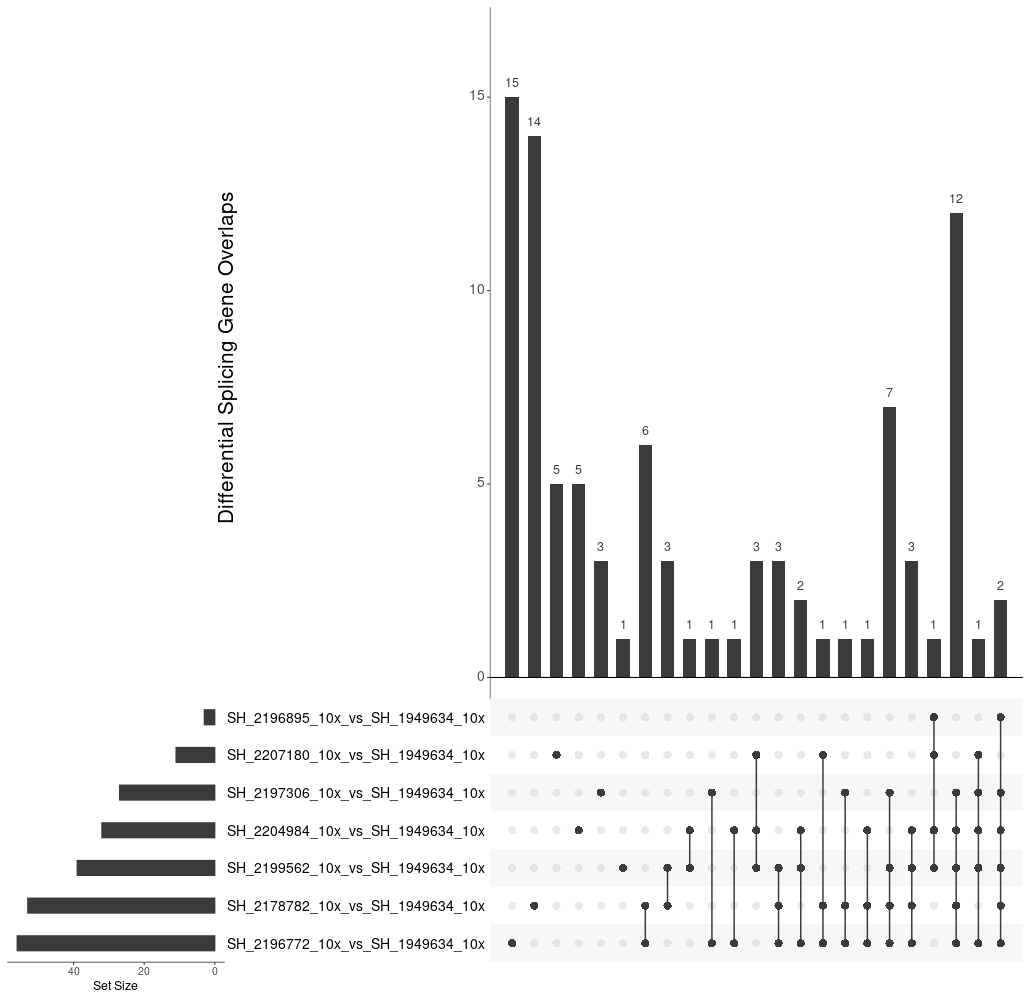 Differential Splicing Gene Overlaps
15
10
5
0
15
14
5
5
3
1
6
3
1
1
1
3
3
2
1
1
1
7
3
1
12
1
2
SH_2196895_10x_vs_SH_1949634_10x
SH_2207180_10x_vs_SH_1949634_10x
SH_2197306_10x_vs_SH_1949634_10x
SH_2204984_10x_vs_SH_1949634_10x
SH_2199562_10x_vs_SH_1949634_10x
SH_2178782_10x_vs_SH_1949634_10x
SH_2196772_10x_vs_SH_1949634_10x
40 20 0
Set Size